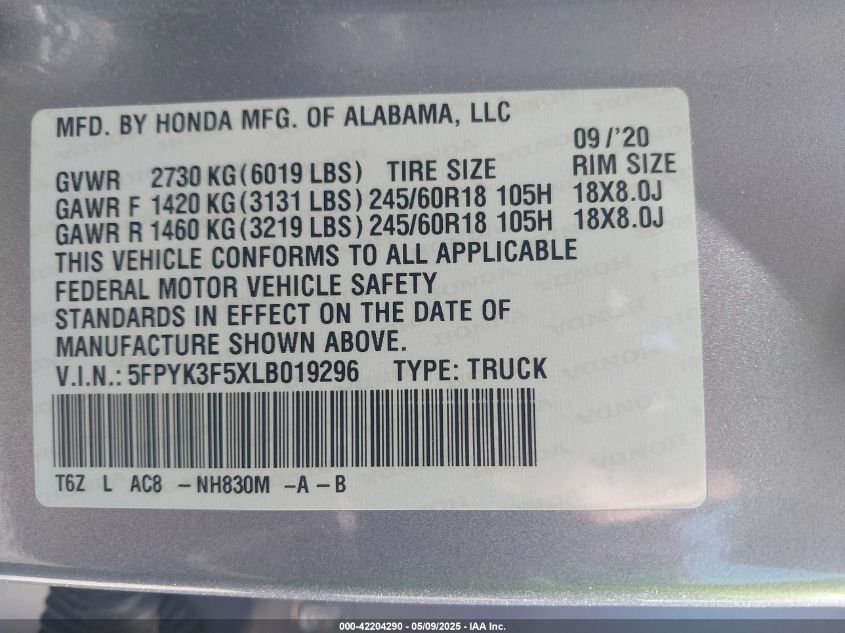 MFD. BY HONDA MFG. OF ALABAMA, LLC
09/'20
GVWR 2730 KG (6019 LBS) TIRE SIZE RIM SIZE
GAWR F 1420 KG (3131 LBS) 245/60R18 105H 18X8.0J
GAWR R 1460 KG (3219 LBS) 245/60R18 105H 18X8.0J
THIS VEHICLE CONFORMS TO ALL APPLICABLE
FEDERAL MOTOR VEHICLE SAFETY
STANDARDS IN EFFECT ON THE DATE OF
MANUFACTURE SHOWN ABOVE.
V.I.N.: 5FPYK3F5XLB019296 TYPE: TRUCK
T6Z L AC8 -NH830M -A -B
000-42204290 - 05/09/2025 - IAA Inc.